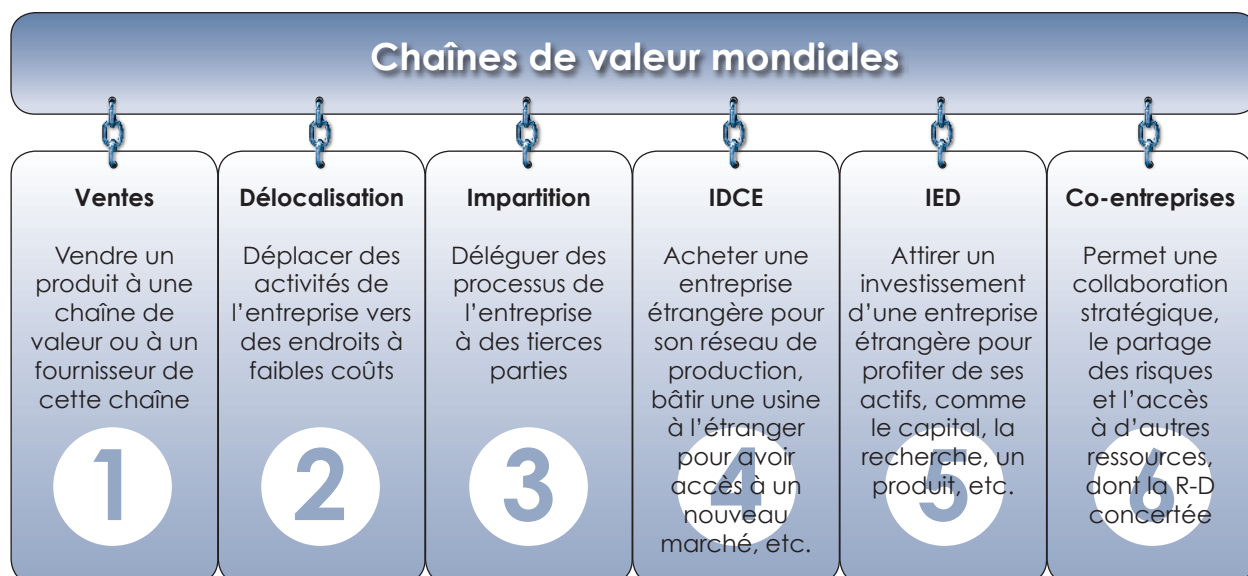 Chaînes de valeur mondiales
Ventes
Vendre un
produit à une
chaîne de
valeur ou à un
fournisseur de
cette chaîne
1
Délocalisation
Déplacer des
activités de
l'entreprise vers
des endroits à
faibles coûts
2
Impartition
Déléguer des
processus de
l'entreprise
à des tierces
parties
3
IDCE
Acheter une
entreprise
étrangère pour
son réseau de
production,
bâtir une usine
à l'étranger
pour avoir
accès à un
nouveau
marché, etc.
4
IED
Attirer un
investissement
d'une entreprise
étrangère pour
profiter de ses
actifs, comme
le capital, la
recherche, un
produit, etc.
5
Co-entreprises
Permet une
collaboration
stratégique,
le partage
des risques
et l'accès
à d'autres
ressources,
dont la R-D
concertée
6